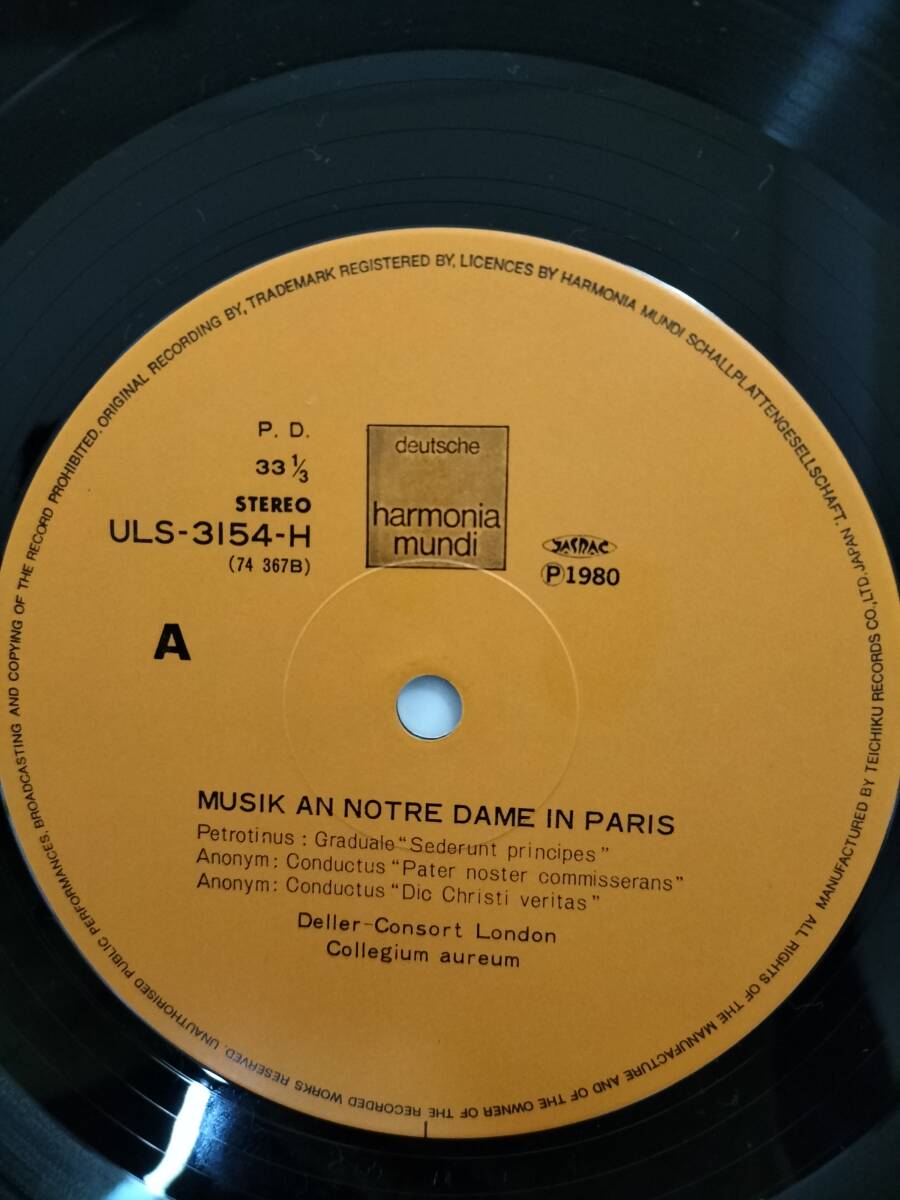 ORIGINAL RECORDING BY, TRADEMARK REGISTERED BY, LICENCES BY HARMONIA MUNDI SCHALLPLATTENGESELLSCHAFT. MANUFACTURED BY TEICHIKU RECORDS CO., LTD. JAPAN
ALL RIGHTS OF THE MANUFACTURE AND OF THE OWNER OF THE RECORDED WORKS RESERVED. UNAUTHORISED PUBLIC PERFORMANCES, BROADCASTING AND COPYING OF THE RECORD PROHIBITED.
P. D.
33 1/3
STEREO
ULS-3154-H
(74 367B)
deutsche
harmonia
mundi
JASRAC
Ⓟ1980
A
MUSIK AN NOTRE DAME IN PARIS
Petrotinus : Graduale "Sederunt principes"
Anonym: Conductus "Pater noster commisserans"
Anonym: Conductus "Dic Christi veritas"
Deller-Consort London
Collegium aureum